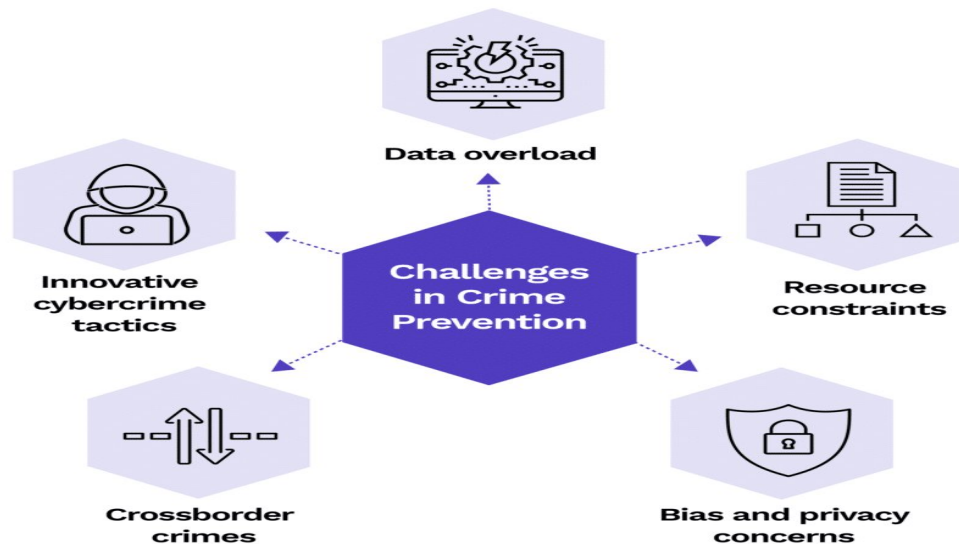 Data overload
Innovative
cybercrime
tactics
Challenges
in Crime
Prevention
Resource
constraints
Crossborder
crimes
Bias and privacy
concerns